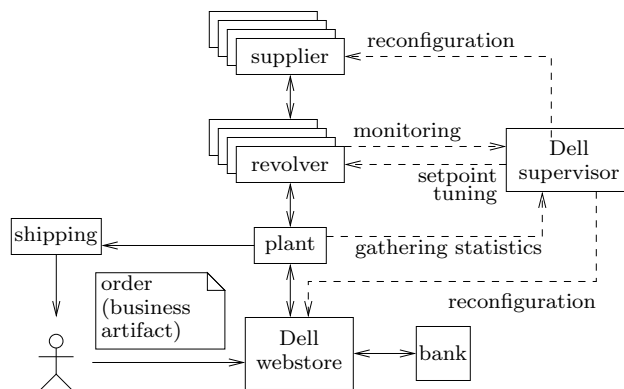 reconfiguration
supplier
monitoring
Dell
supervisor
revolver
setpoint
tuning
shipping
plant
gathering statistics
order
(business
artifact)
reconfiguration
Dell
webstore
bank